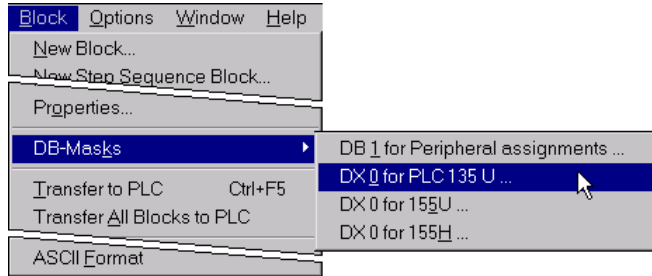 Block Options Window Help
New Block...
New Step Sequence Block...
Properties...
DB-Masks
DB 1 for Peripheral assignments ...
DX 0 for PLC 135 U ...
DX 0 for 155U ...
DX 0 for 155H ...
Transfer to PLC Ctrl+F5
Transfer All Blocks to PLC
ASCII Format